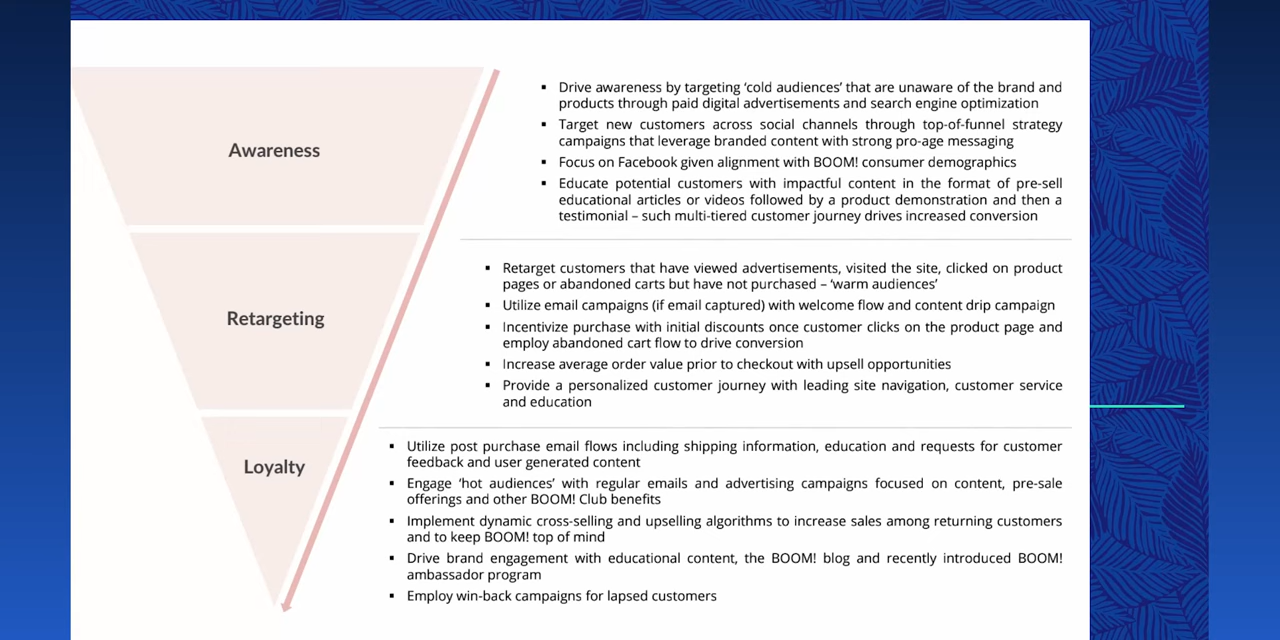 Awareness
▪ Drive awareness by targeting ‘cold audiences’ that are unaware of the brand and
products through paid digital advertisements and search engine optimization
▪ Target new customers across social channels through top-of-funnel strategy
campaigns that leverage branded content with strong pro-age messaging
▪ Focus on Facebook given alignment with BOOM! consumer demographics
▪ Educate potential customers with impactful content in the format of pre-sell
educational articles or videos followed by a product demonstration and then a
testimonial – such multi-tiered customer journey drives increased conversion
Retargeting
▪ Retarget customers that have viewed advertisements, visited the site, clicked on product
pages or abandoned carts but have not purchased – ‘warm audiences’
▪ Utilize email campaigns (if email captured) with welcome flow and content drip campaign
▪ Incentivize purchase with initial discounts once customer clicks on the product page and
employ abandoned cart flow to drive conversion
▪ Increase average order value prior to checkout with upsell opportunities
▪ Provide a personalized customer journey with leading site navigation, customer service
and education
Loyalty
▪ Utilize post purchase email flows including shipping information, education and requests for customer
feedback and user generated content
▪ Engage ‘hot audiences’ with regular emails and advertising campaigns focused on content, pre-sale
offerings and other BOOM! Club benefits
▪ Implement dynamic cross-selling and upselling algorithms to increase sales among returning customers
and to keep BOOM! top of mind
▪ Drive brand engagement with educational content, the BOOM! blog and recently introduced BOOM!
ambassador program
▪ Employ win-back campaigns for lapsed customers